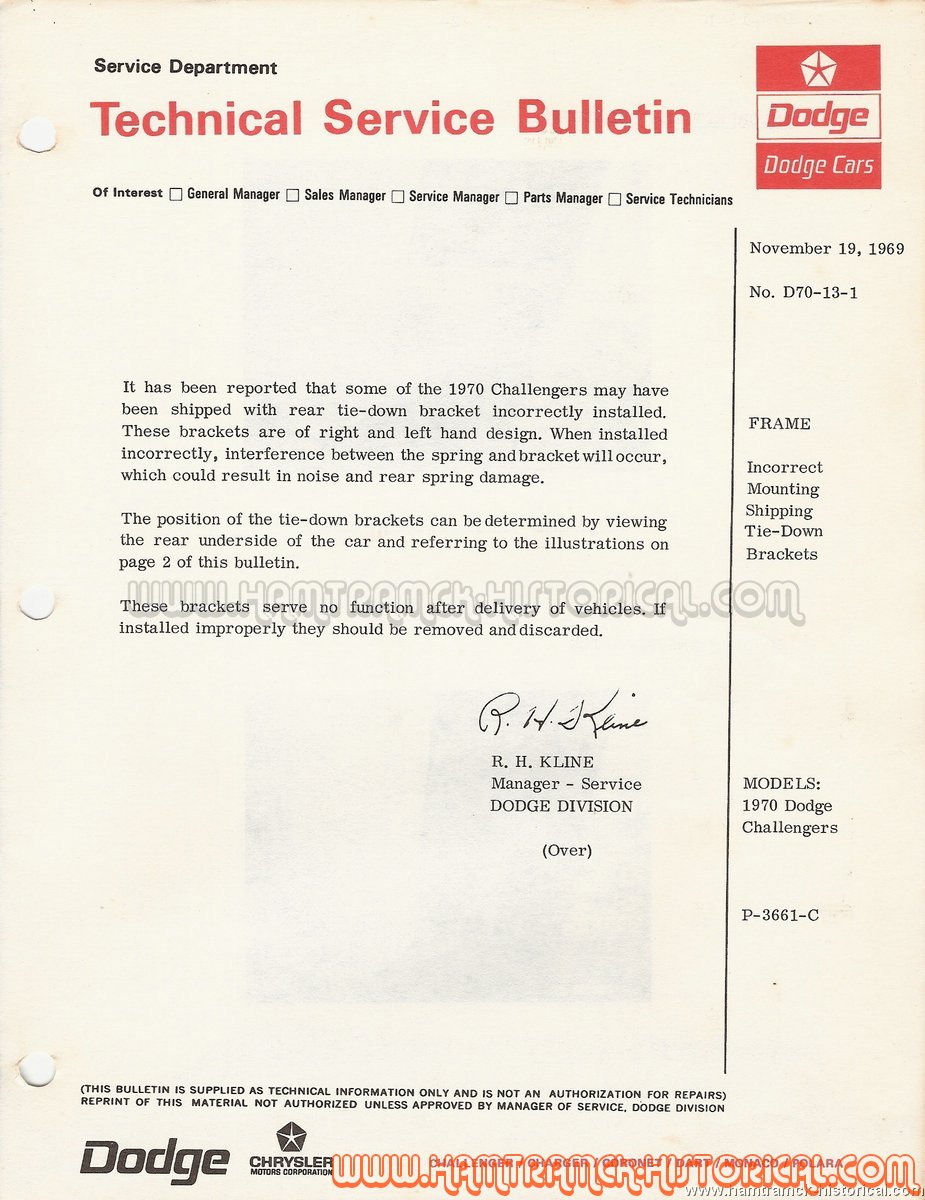 Service Department
Technical Service Bulletin
Dodge
Dodge Cars
Of Interest □ General Manager □ Sales Manager □ Service Manager □ Parts Manager □ Service Technicians
November 19, 1969
No. D70-13-1
It has been reported that some of the 1970 Challengers may have
been shipped with rear tie-down bracket incorrectly installed.
These brackets are of right and left hand design. When installed
incorrectly, interference between the spring and bracket will occur,
which could result in noise and rear spring damage.
The position of the tie-down brackets can be determined by viewing
the rear underside of the car and referring to the illustrations on
page 2 of this bulletin.
www.Hamtramck-Historical.com
These brackets serve no function after delivery of vehicles. If
installed improperly they should be removed and discarded.
FRAME
Incorrect
Mounting
Shipping
Tie-Down
Brackets
R. H. Kline
R. H. KLINE
Manager - Service
DODGE DIVISION
(Over)
MODELS:
1970 Dodge
Challengers
P-3661-C
(THIS BULLETIN IS SUPPLIED AS TECHNICAL INFORMATION ONLY AND IS NOT AN AUTHORIZATION FOR REPAIRS)
REPRINT OF THIS MATERIAL NOT AUTHORIZED UNLESS APPROVED BY MANAGER OF SERVICE, DODGE DIVISION
Dodge
CHRYSLER
MOTORS CORPORATION
CHALLENGER / CHARGER / CORONET / DART / MONACO / POLARA
www.Hamtramck-Historical.com
www.hamtramck-historical.com